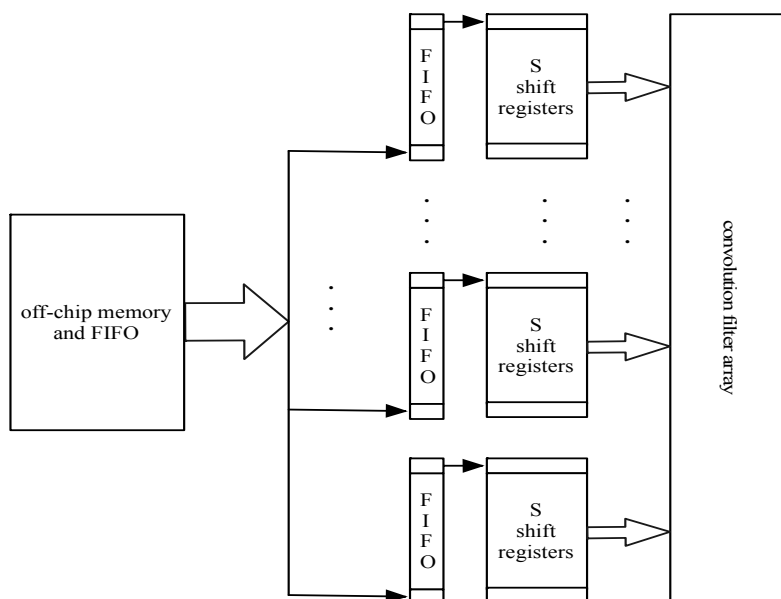 F
I
F
O
S
shift
registers
off-chip memory
and FIFO
F
I
F
O
S
shift
registers
F
I
F
O
S
shift
registers
convolution filter array